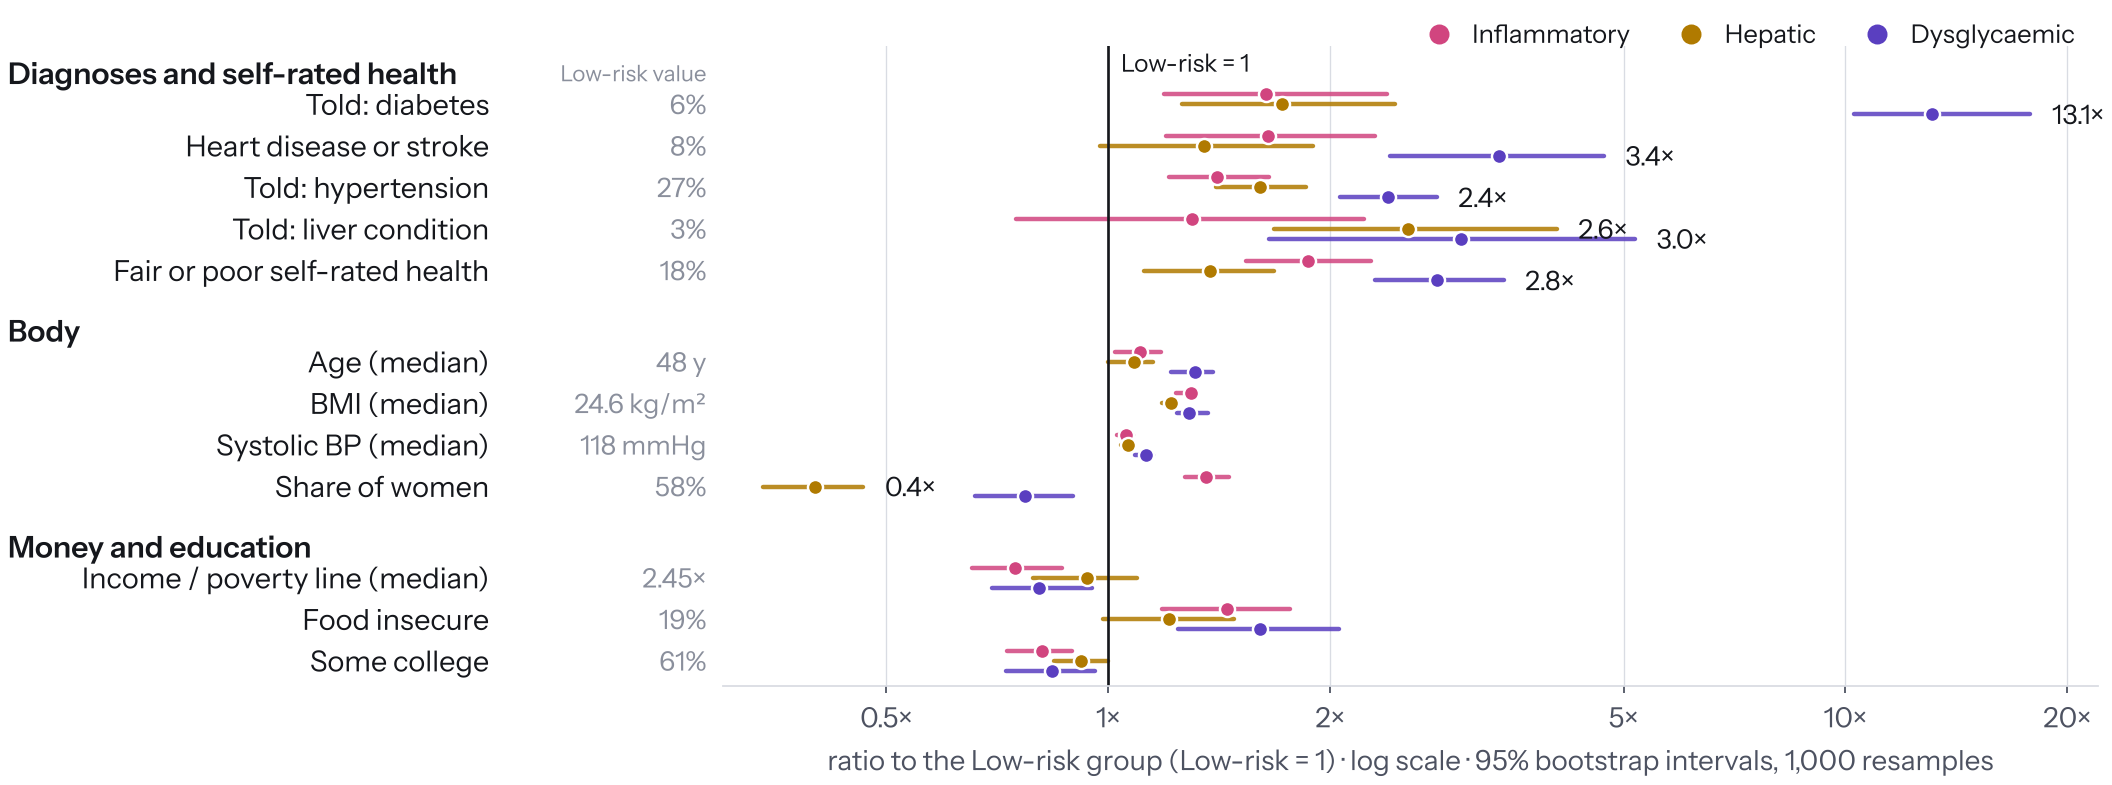 Inflammatory Hepatic Dysglycaemic
Low-risk = 1
Diagnoses and self-rated health Low-risk value
Told: diabetes 6% 13.1×
Heart disease or stroke 8% 3.4×
Told: hypertension 27% 2.4×
Told: liver condition 3% 2.6× 3.0×
Fair or poor self-rated health 18% 2.8×
Body
Age (median) 48 y
BMI (median) 24.6 kg/m²
Systolic BP (median) 118 mmHg
Share of women 58% 0.4×
Money and education
Income / poverty line (median) 2.45×
Food insecure 19%
Some college 61%
0.5× 1× 2× 5× 10× 20×
ratio to the Low-risk group (Low-risk = 1) · log scale · 95% bootstrap intervals, 1,000 resamples